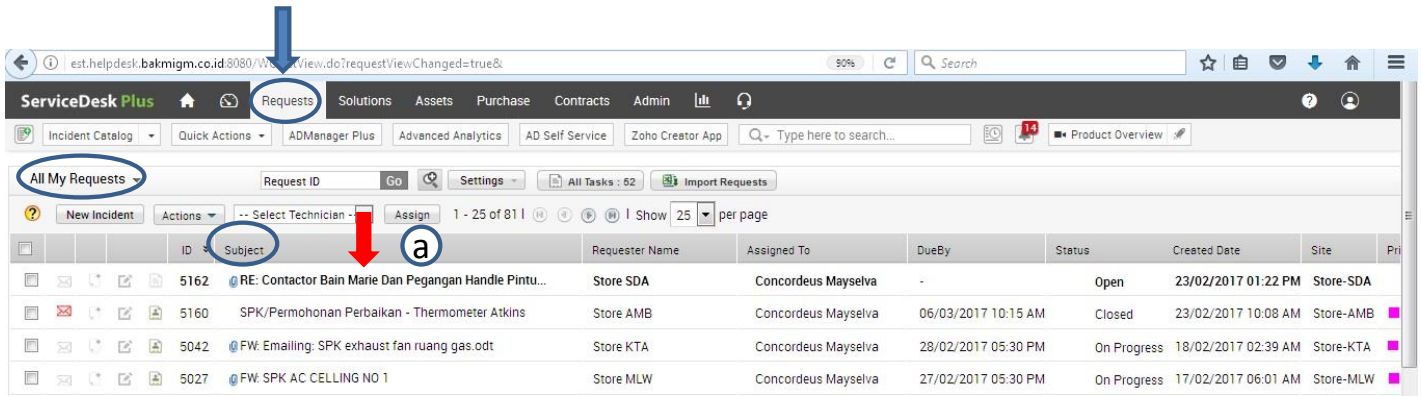 est.helpdesk.bakmigm.co.id:8080/W View.do?requestViewChanged=true& 90% Search
ServiceDesk Plus Requests Solutions Assets Purchase Contracts Admin
Incident Catalog Quick Actions ADManager Plus Advanced Analytics AD Self Service Zoho Creator App Type here to search... 14 Product Overview
All My Requests Request ID Go Settings All Tasks : 52 Import Requests
New Incident Actions -- Select Technician -- Assign 1 - 25 of 81 | | Show 25 per page
ID Subject a Requester Name Assigned To DueBy Status Created Date Site Pri
5162 RE: Contactor Bain Marie Dan Pegangan Handle Pintu... Store SDA Concordeus Mayselva - Open 23/02/2017 01:22 PM Store-SDA
5160 SPK/Permohonan Perbaikan - Thermometer Atkins Store AMB Concordeus Mayselva 06/03/2017 10:15 AM Closed 23/02/2017 10:08 AM Store-AMB
5042 FW: Emailing: SPK exhaust fan ruang gas.odt Store KTA Concordeus Mayselva 28/02/2017 05:30 PM On Progress 18/02/2017 02:39 AM Store-KTA
5027 FW: SPK AC CELLING NO 1 Store MLW Concordeus Mayselva 27/02/2017 05:30 PM On Progress 17/02/2017 06:01 AM Store-MLW